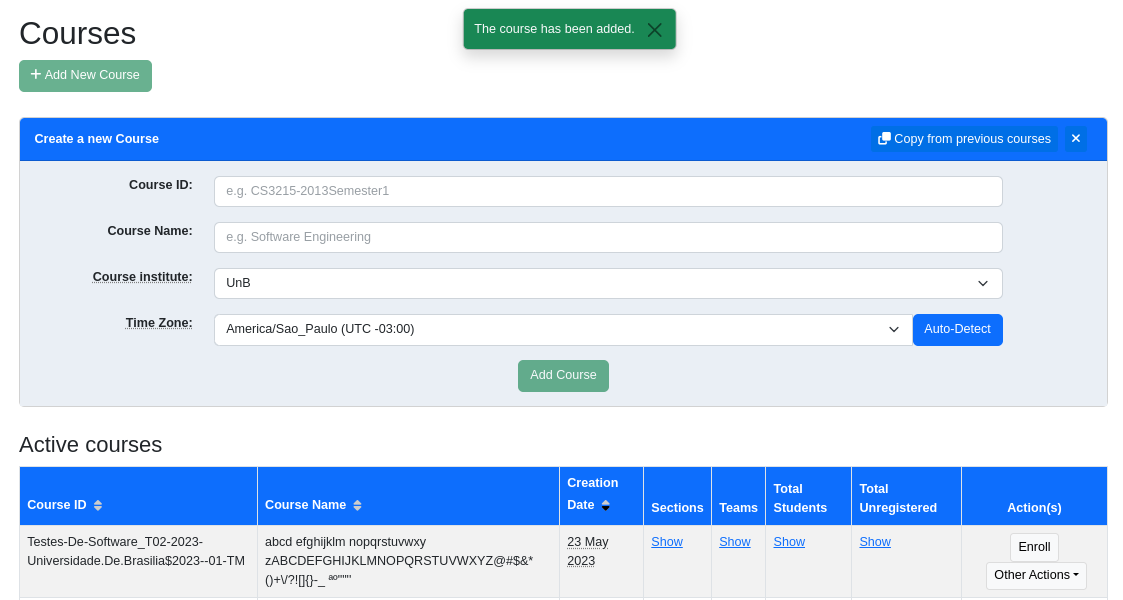 The course has been added.
Courses
Add New Course
Create a new Course
Copy from previous courses
Course ID:
e.g. CS3215-2013Semester1
Course Name:
e.g. Software Engineering
Course institute:
UnB
Time Zone:
America/Sao_Paulo (UTC -03:00)
Auto-Detect
Add Course
Active courses
Course ID
Course Name
Creation
Date
Sections
Teams
Total
Students
Total
Unregistered
Action(s)
Testes-De-Software_T02-2023-
Universidade.De.Brasilia$2023--01-TM
abcd efghijklm nopqrstuvwxy
zABCDEFGHIJKLMNOPQRSTUVWXYZ@#$&*
23 May
2023
Show
Show
Show
Show
Enroll
Other Actions